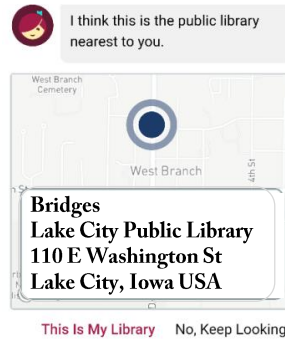 I think this is the public library
nearest to you.
West Branch
Cemetery
West Branch
4th St
Bridges
Lake City Public Library
110 E Washington St
Lake City, Iowa USA
This Is My Library
No, Keep Looking